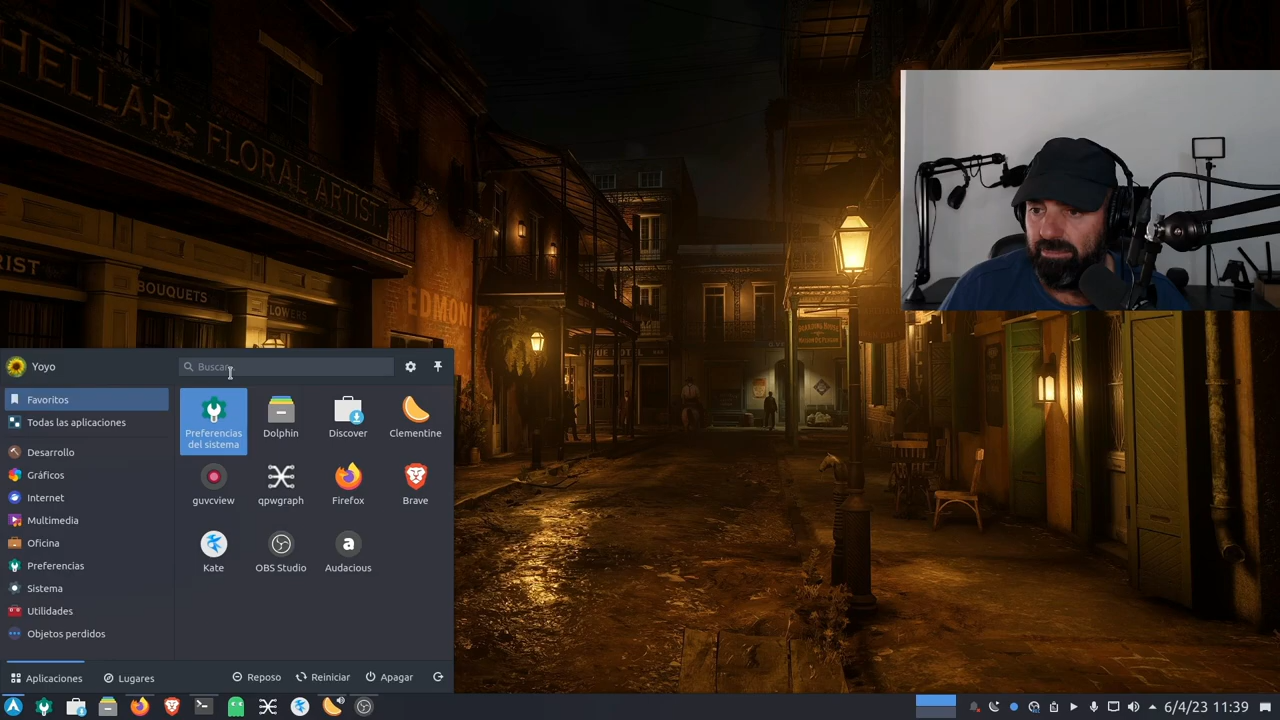 HELLAR - FLORAL ARTIST
RIST
BOUQUETS
FLOWERS
EDMON
Yoyo
Buscar...
Favoritos
Todas las aplicaciones
Desarrollo
Gráficos
Internet
Multimedia
Oficina
Preferencias
Sistema
Utilidades
Objetos perdidos
Preferencias
del sistema
Dolphin
Discover
Clementine
guvcview
qpwgraph
Firefox
Brave
Kate
OBS Studio
Audacious
Aplicaciones
Lugares
Reposo
Reiniciar
Apagar
6/4/23 11:39